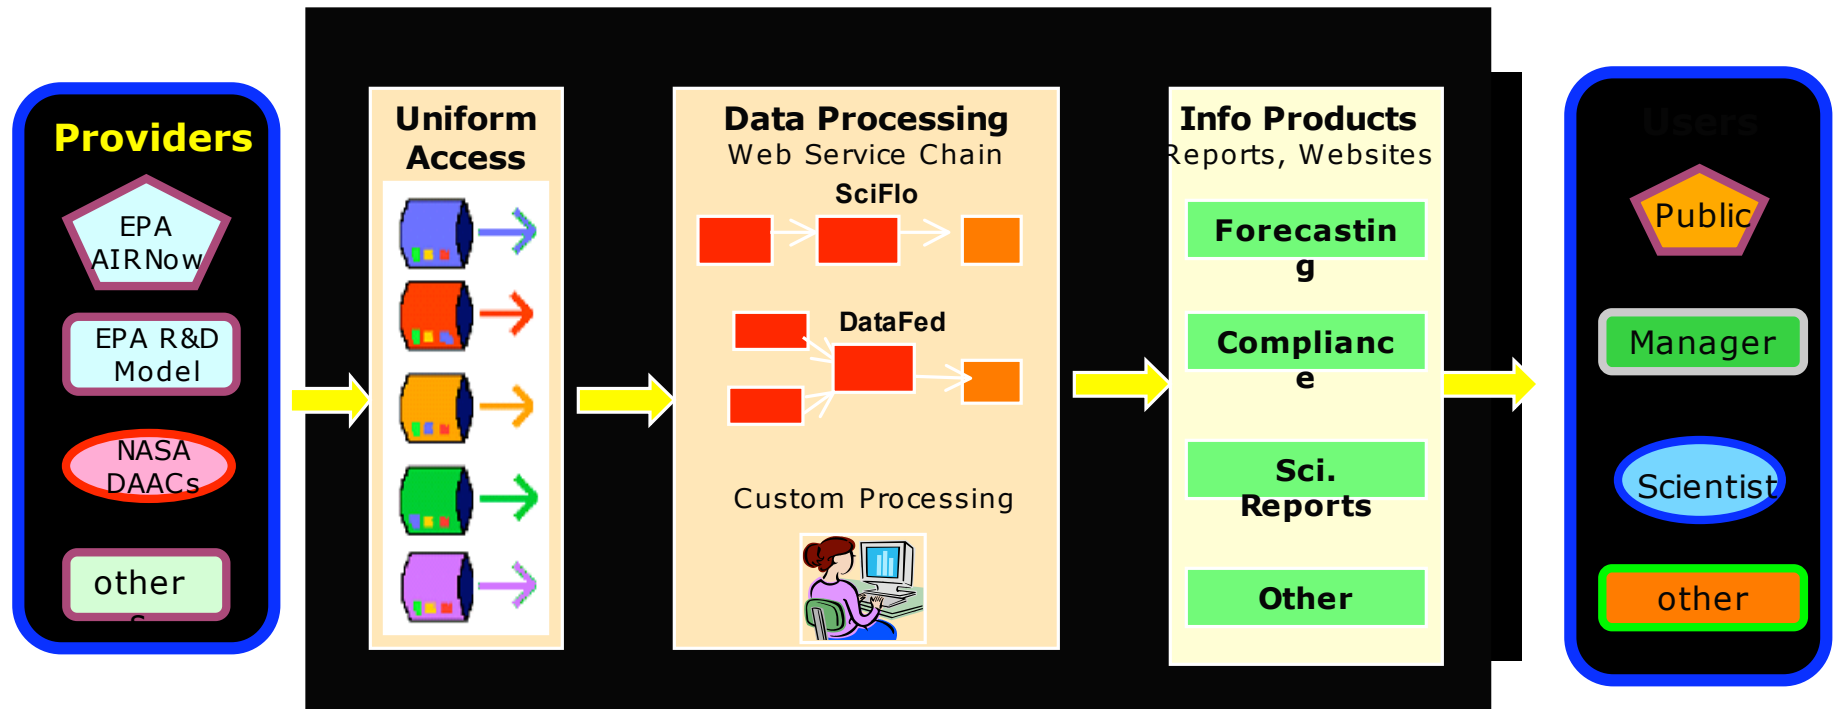 Providers
EPA
AIRNow
EPA R&D
Model
NASA
DAACs
other
s
Uniform
Access
Data Processing
Web Service Chain
SciFlo
DataFed
Custom Processing
Info Products
Reports, Websites
Forecastin
g
Complianc
e
Sci.
Reports
Other
Users
Public
Manager
Scientist
other